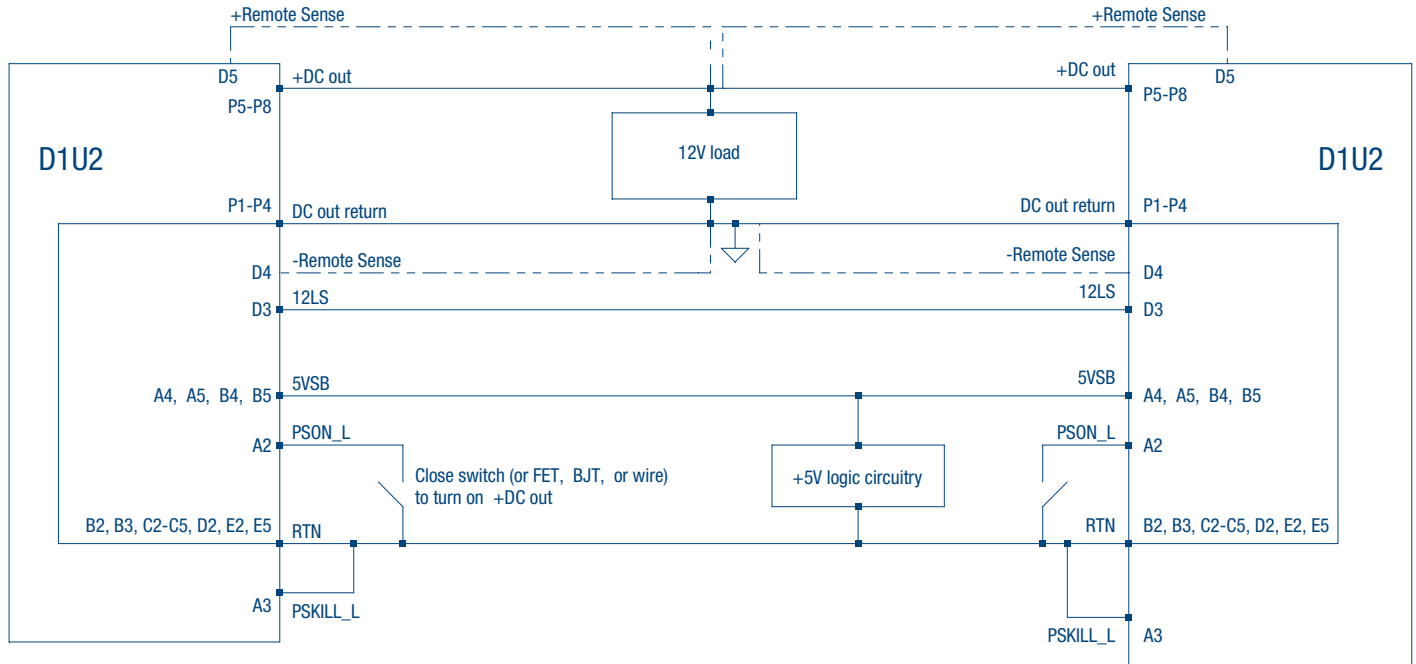 +Remote Sense
+Remote Sense
D5
+DC out
+DC out
D5
P5-P8
P5-P8
D1U2
12V load
D1U2
P1-P4
DC out return
DC out return
P1-P4
-Remote Sense
-Remote Sense
D4
D4
12LS
12LS
D3
D3
5VSB
5VSB
A4, A5, B4, B5
A4, A5, B4, B5
PSON_L
PSON_L
A2
A2
Close switch (or FET, BJT, or wire)
to turn on +DC out
+5V logic circuitry
B2, B3, C2-C5, D2, E2, E5
RTN
RTN
B2, B3, C2-C5, D2, E2, E5
A3
PSKILL_L
PSKILL_L
A3